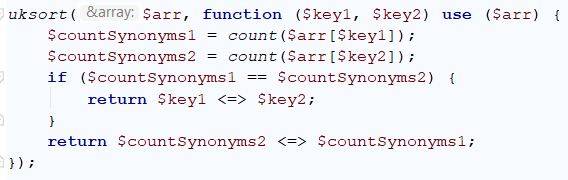 uksort( &array: $arr, function ($key1, $key2) use ($arr) {
    $countSynonyms1 = count($arr[$key1]);
    $countSynonyms2 = count($arr[$key2]);
    if ($countSynonyms1 == $countSynonyms2) {
        return $key1 <=> $key2;
    }
    return $countSynonyms2 <=> $countSynonyms1;
});